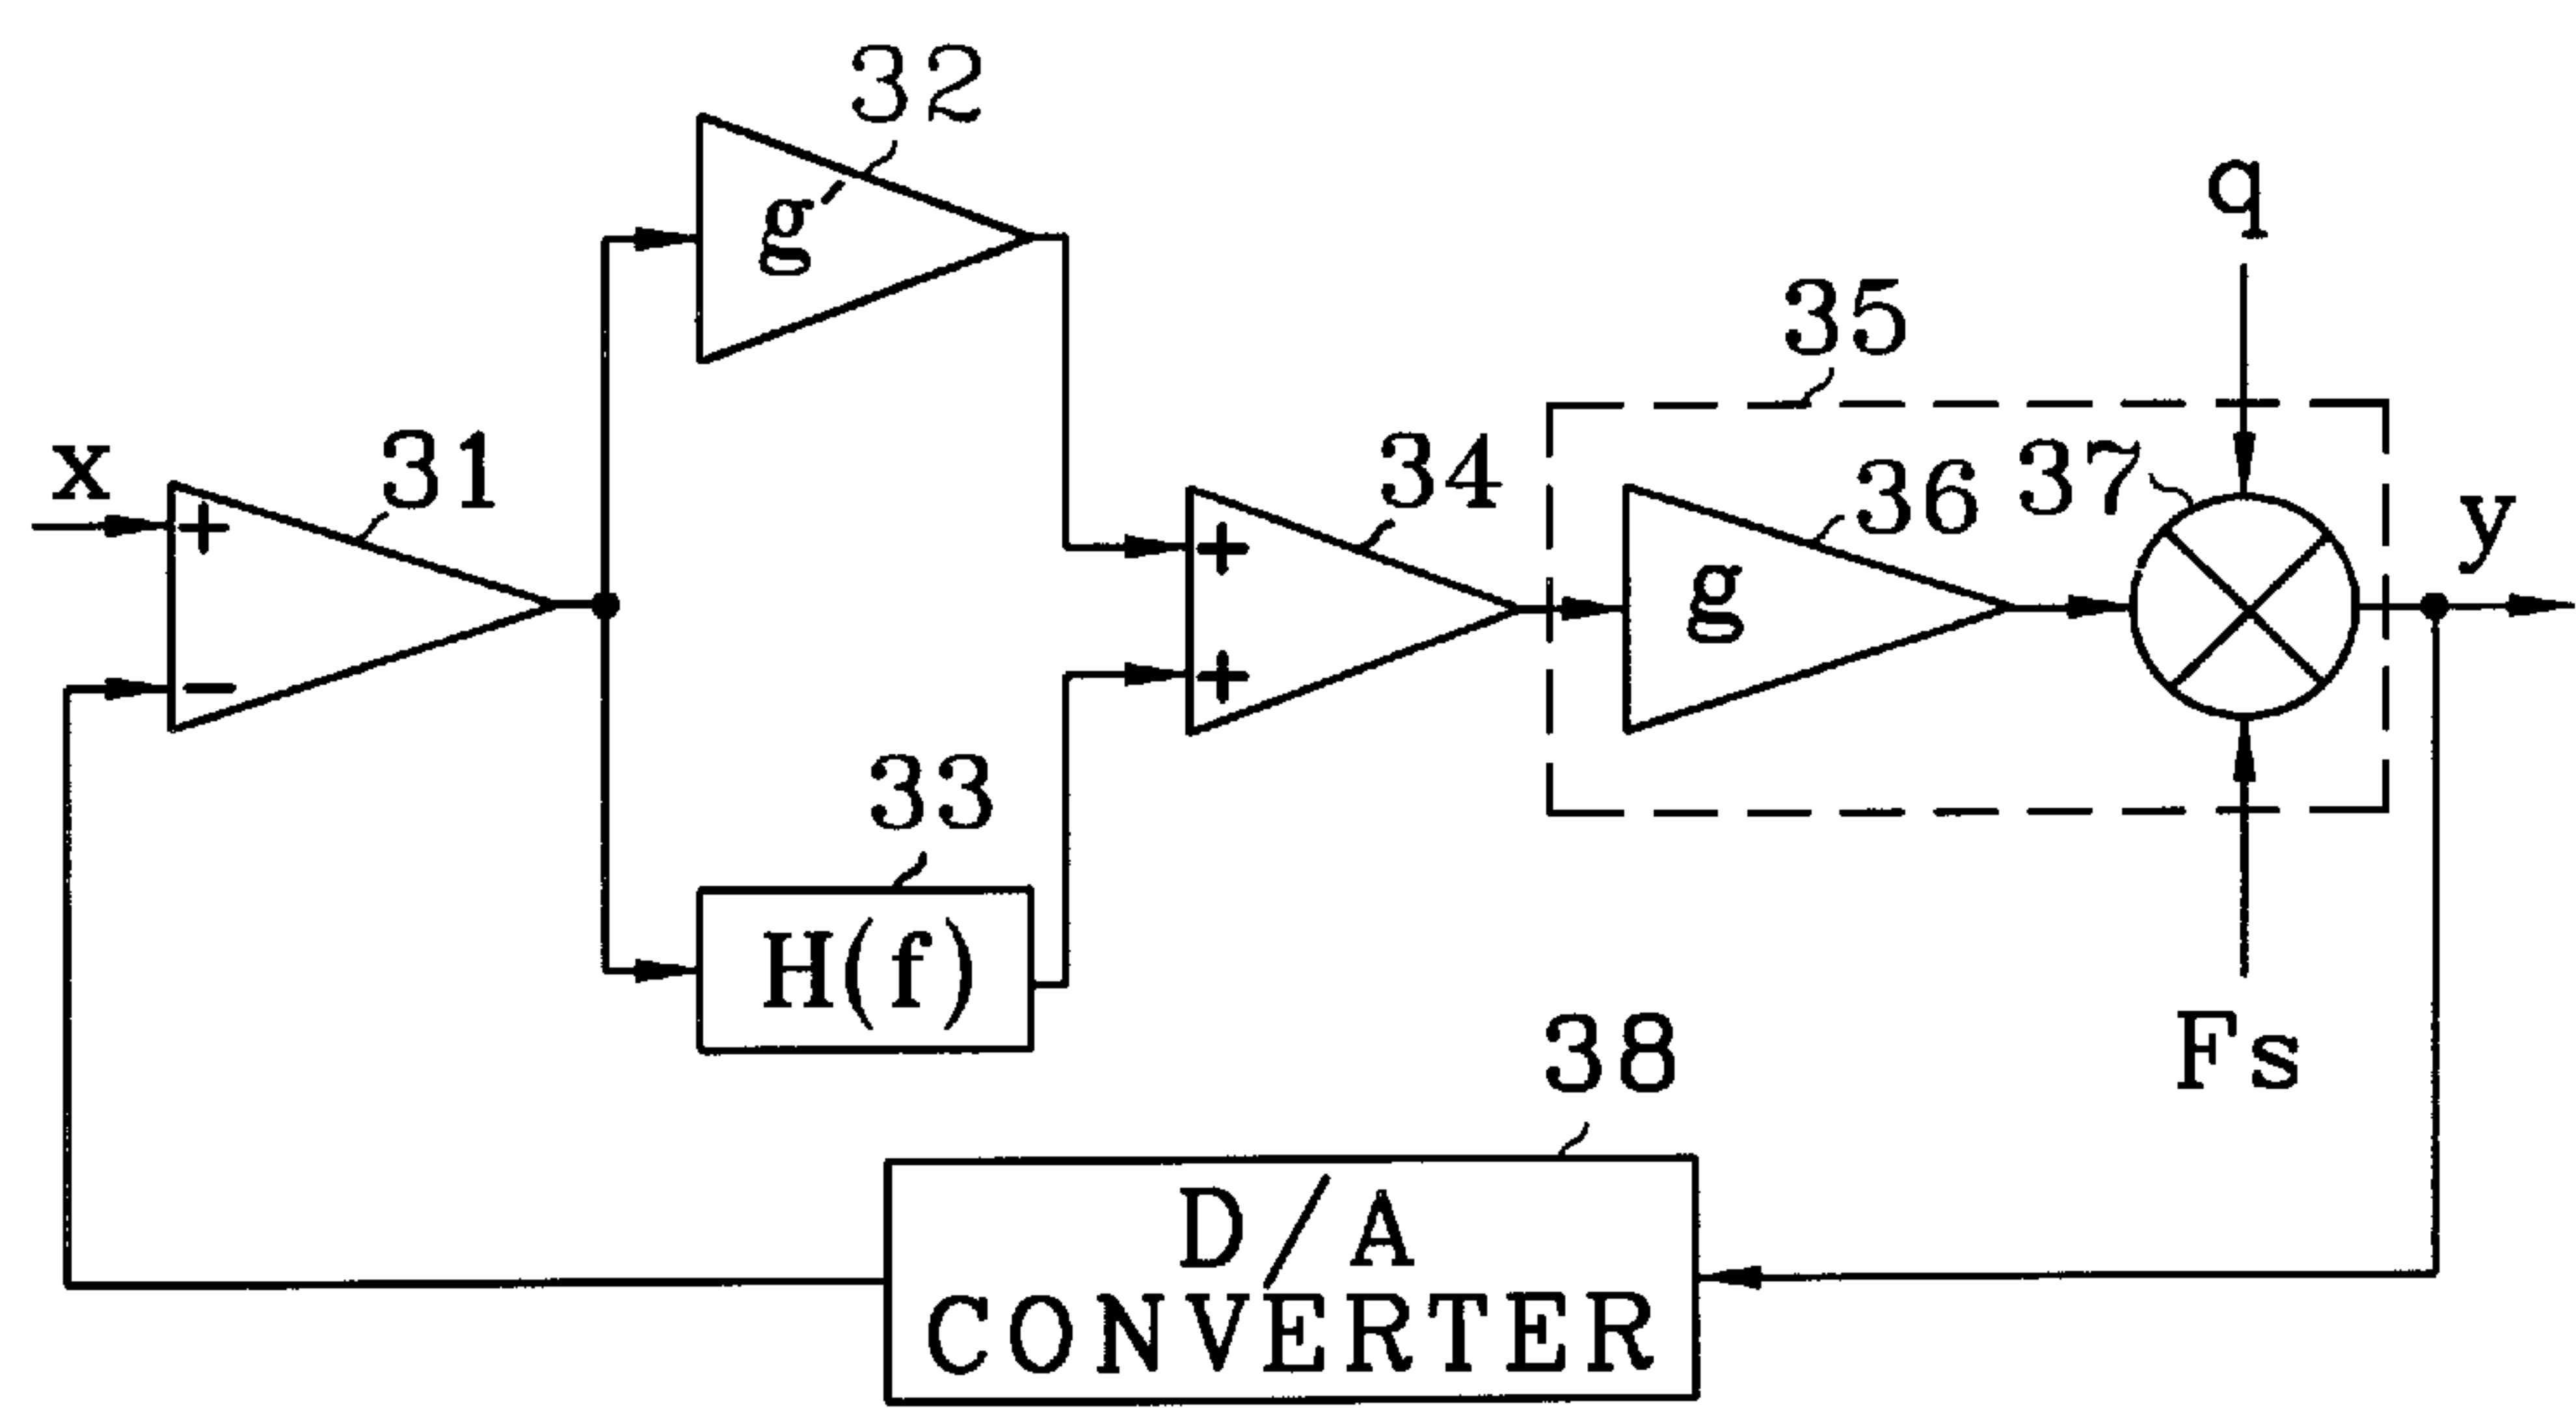 32
g′
q
35
x
31
34
36
37
y
+
+
g
−
+
33
H(f)
Fs
38
D/A
CONVERTER